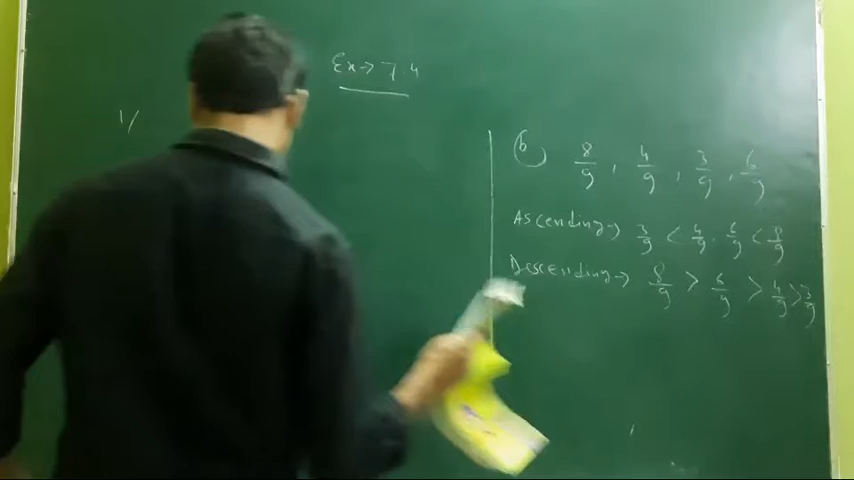 Ex → 7.4
1/
(b) 8/9, 4/9, 3/9, 6/9
Ascending → 3/9 < 4/9 . 6/9 < 8/9
Descending → 8/9 > 6/9 > 4/9 > 3/9